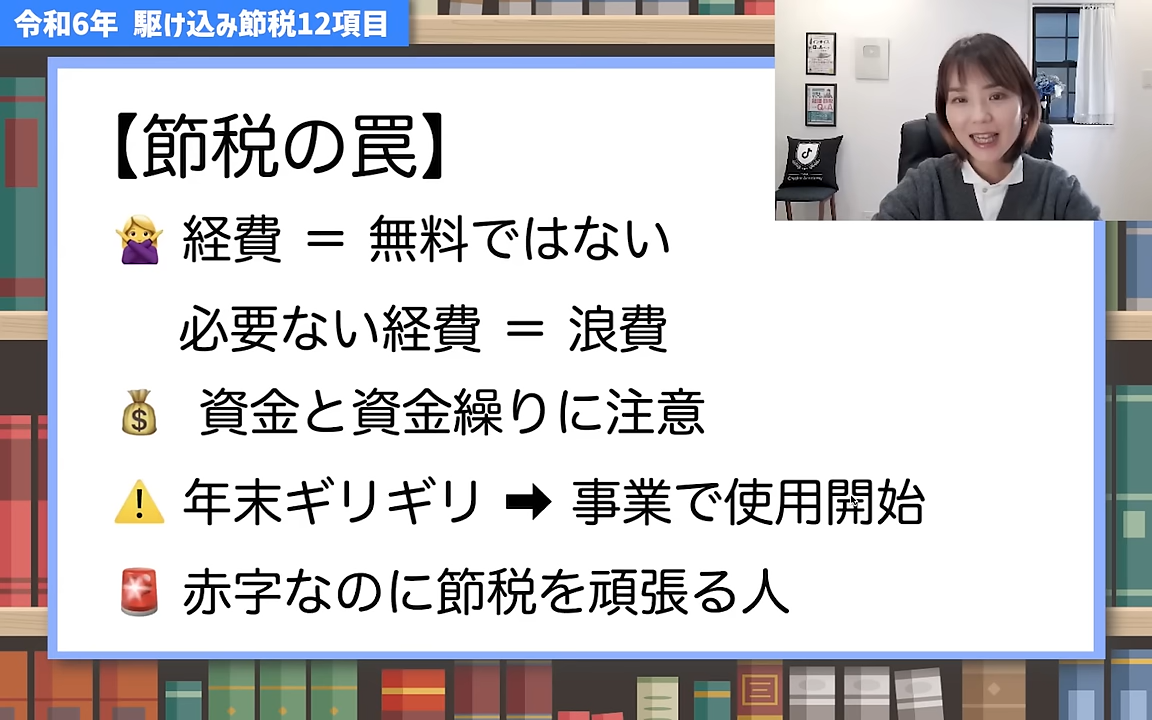 令和6年 駆け込み節税12項目
【節税の罠】
🙅‍♀️ 経費 ＝ 無料ではない
必要ない経費 ＝ 浪費
💰 資金と資金繰りに注意
⚠️ 年末ギリギリ ➡ 事業で使用開始
🚨 赤字なのに節税を頑張る人